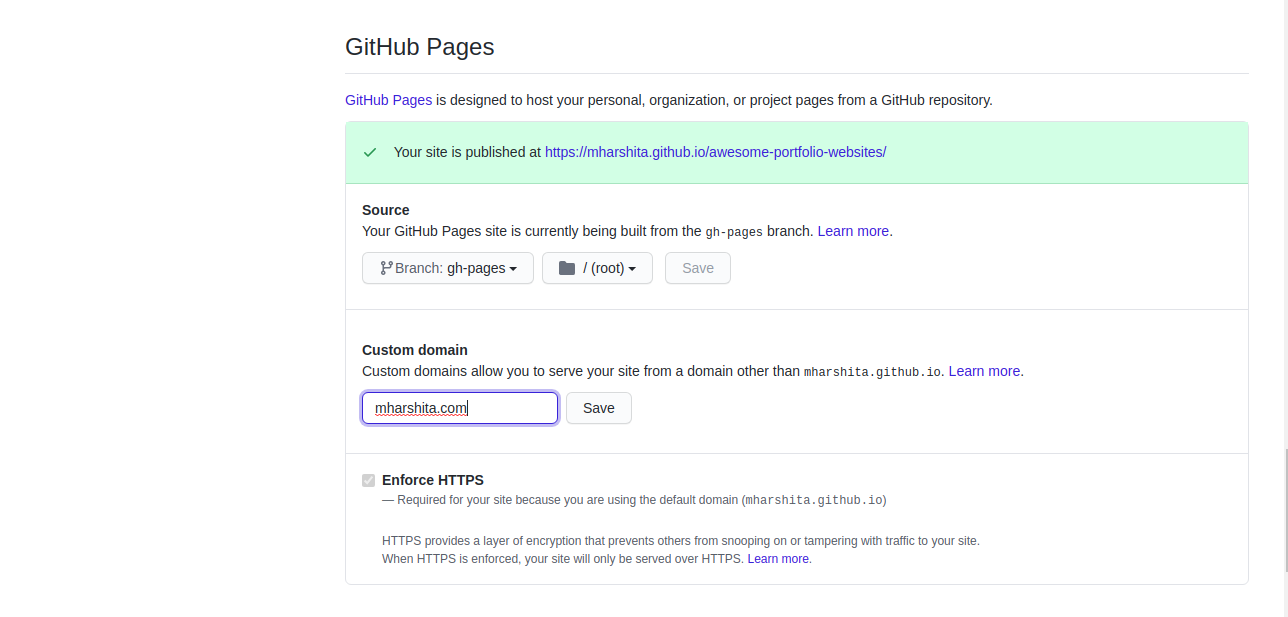 GitHub Pages
GitHub Pages is designed to host your personal, organization, or project pages from a GitHub repository.
Your site is published at https://mharshita.github.io/awesome-portfolio-websites/
Source
Your GitHub Pages site is currently being built from the gh-pages branch. Learn more.
Branch: gh-pages / (root) Save
Custom domain
Custom domains allow you to serve your site from a domain other than mharshita.github.io. Learn more.
mharshita.com Save
Enforce HTTPS
— Required for your site because you are using the default domain (mharshita.github.io)
HTTPS provides a layer of encryption that prevents others from snooping on or tampering with traffic to your site.
When HTTPS is enforced, your site will only be served over HTTPS. Learn more.